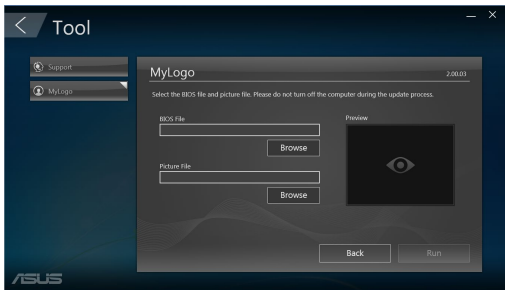 Tool
Support
MyLogo
MyLogo
2.00.03
Select the BIOS file and picture file. Please do not turn off the computer during the update process.
BIOS File
Browse
Picture File
Browse
Preview
Back
Run
ASUS